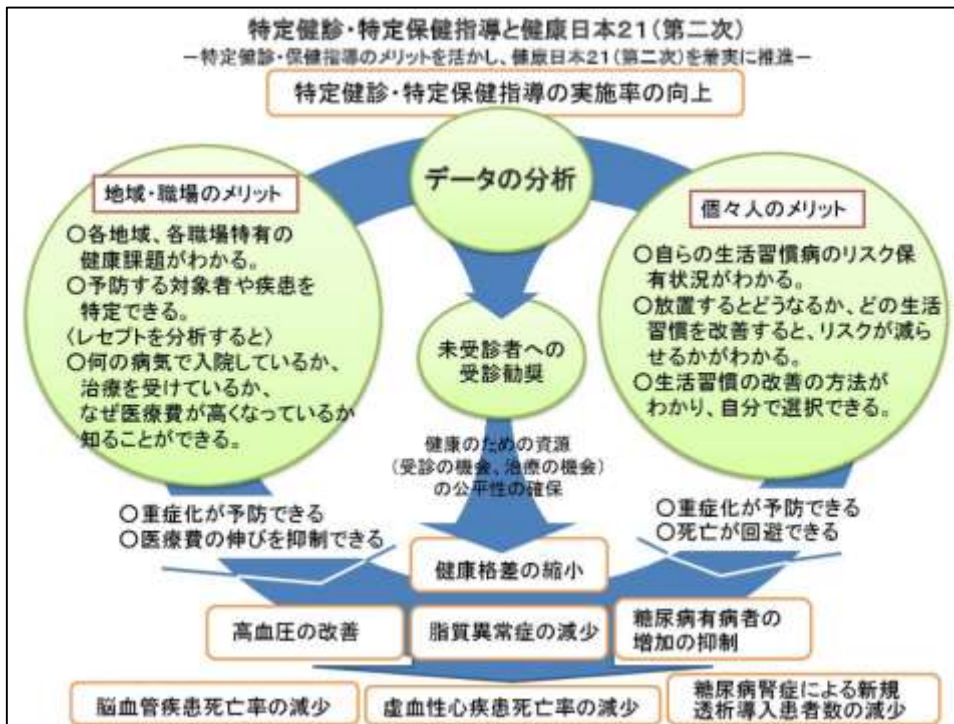 特定健診・特定保健指導と健康日本21(第二次)
－特定健診・保健指導のメリットを活かし、健康日本21(第二次)を着実に推進－
特定健診・特定保健指導の実施率の向上
データの分析
地域・職場のメリット
○各地域、各職場特有の
健康課題がわかる。
○予防する対象者や疾患を
特定できる。
〈レセプトを分析すると〉
○何の病気で入院しているか、
治療を受けているか、
なぜ医療費が高くなっているか
知ることができる。
個々人のメリット
○自らの生活習慣病のリスク保
有状況がわかる。
○放置するとどうなるか、どの生活
習慣を改善すると、リスクが減ら
せるかがわかる。
○生活習慣の改善の方法が
わかり、自分で選択できる。
未受診者への
受診勧奨
健康のための資源
(受診の機会、治療の機会)
の公平性の確保
○重症化が予防できる
○医療費の伸びを抑制できる
○重症化が予防できる
○死亡が回避できる
健康格差の縮小
高血圧の改善
脂質異常症の減少
糖尿病有病者の
増加の抑制
脳血管疾患死亡率の減少
虚血性心疾患死亡率の減少
糖尿病腎症による新規
透析導入患者数の減少